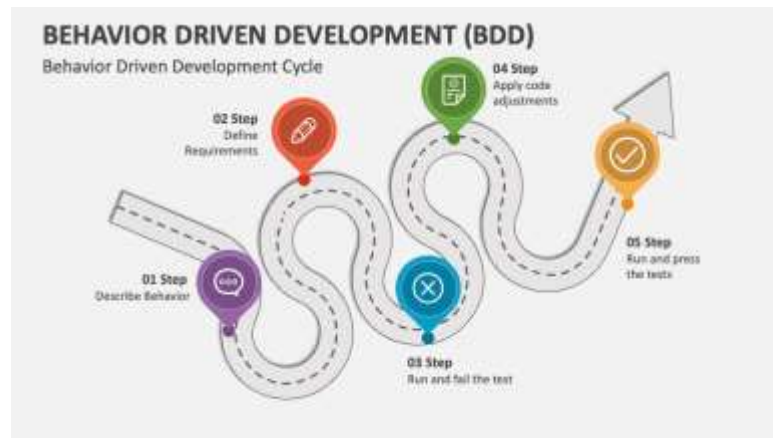 BEHAVIOR DRIVEN DEVELOPMENT (BDD)
Behavior Driven Development Cycle
01 Step
Describe Behavior
02 Step
Define
Requirements
03 Step
Run and fail the test
04 Step
Apply code
adjustments
05 Step
Run and press
the tests